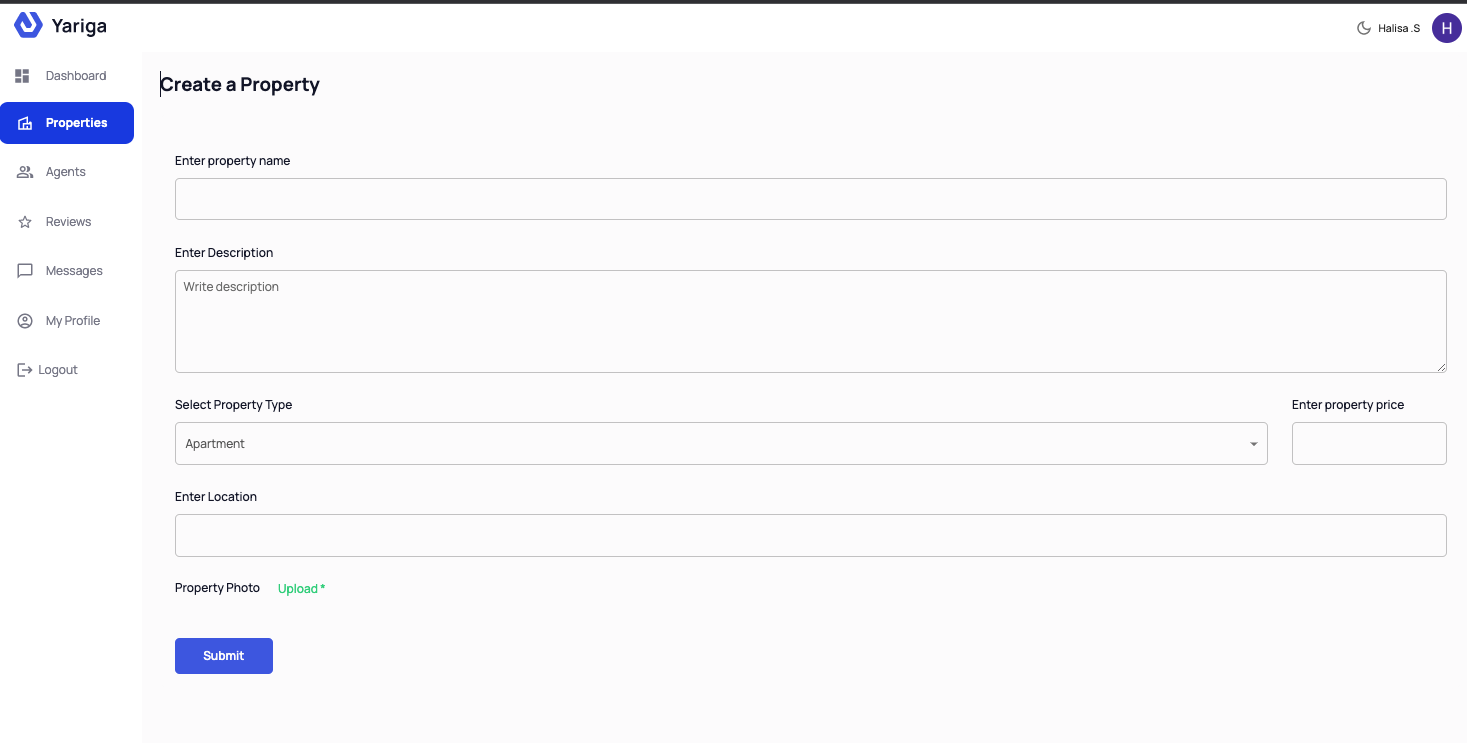 Yariga
Halisa .S
H
Dashboard
Properties
Agents
Reviews
Messages
My Profile
Logout
Create a Property
Enter property name
Enter Description
Write description
Select Property Type
Enter property price
Apartment
Enter Location
Property Photo Upload *
Submit